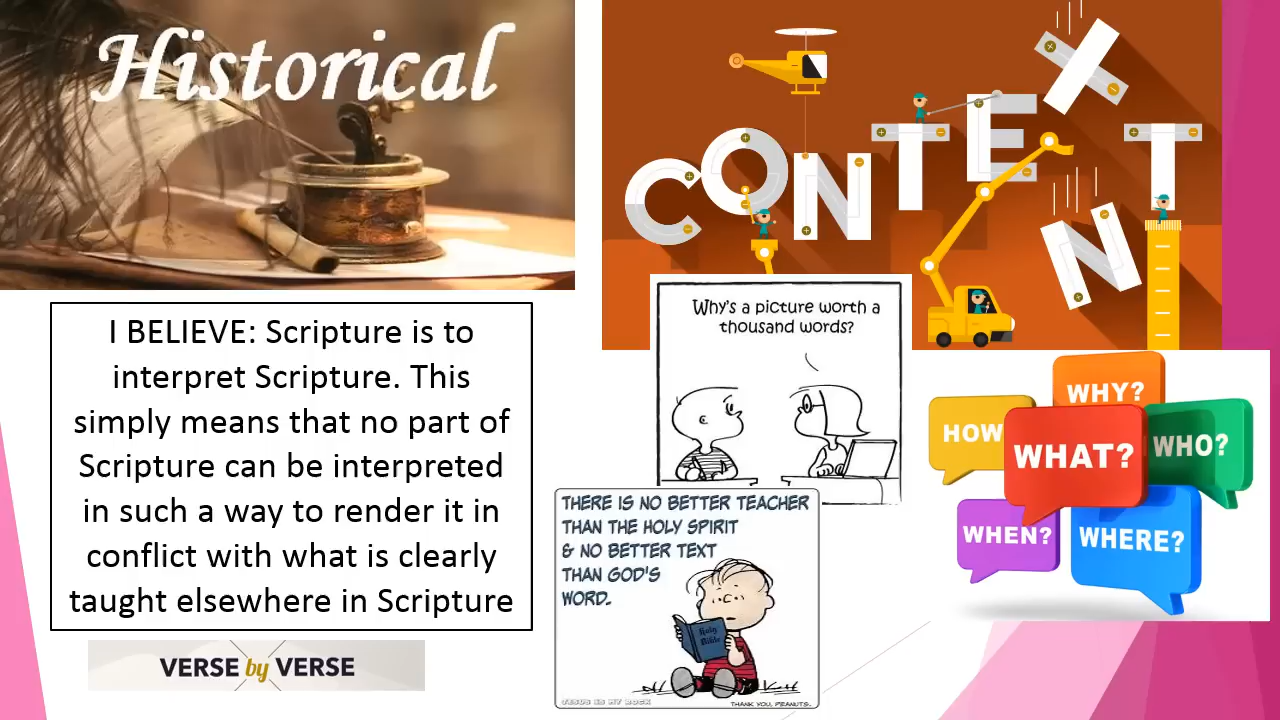 Historical
CONTEXT
N
I BELIEVE: Scripture is to
interpret Scripture. This
simply means that no part of
Scripture can be interpreted
in such a way to render it in
conflict with what is clearly
taught elsewhere in Scripture
VERSE by VERSE
Why's a picture worth a
thousand words?
THERE IS NO BETTER TEACHER
THAN THE HOLY SPIRIT
& NO BETTER TEXT
THAN GOD'S
WORD.
Holy
Bible
JESUS IS MY ROCK
THANK YOU, PEANUTS.
WHY?
HOW
WHAT?
WHO?
WHEN?
WHERE?